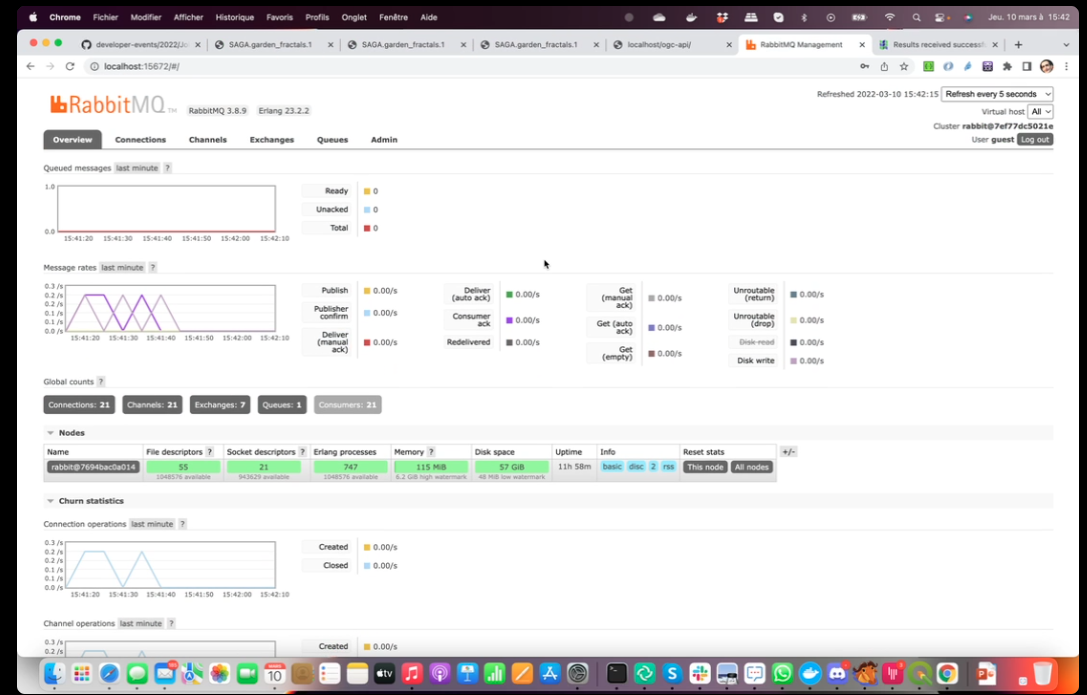 Chrome Fichier Modifier Afficher Historique Favoris Profils Onglet Fenêtre Aide Jeu. 10 mars à 15:42
developer-events/2022/Jo SAGA.garden_fractals.1 SAGA.garden_fractals.1 SAGA.garden_fractals.1 localhost/ogc-api/ RabbitMQ Management Results received success
localhost:15672/#/
Refreshed 2022-03-10 15:42:15 Refresh every 5 seconds
RabbitMQ TM RabbitMQ 3.8.9 Erlang 23.2.2
Virtual host All
Cluster rabbit@7ef77dc5021e
User guest Log out
Overview Connections Channels Exchanges Queues Admin
Queued messages last minute ?
1.0
0.0
15:41:20 15:41:30 15:41:40 15:41:50 15:42:00 15:42:10
Ready 0
Unacked 0
Total 0
Message rates last minute ?
0.3 /s
0.2 /s
0.2 /s
0.1 /s
0.1 /s
0.0 /s
15:41:20 15:41:30 15:41:40 15:41:50 15:42:00 15:42:10
Publish 0.00/s
Publisher confirm 0.00/s
Deliver (manual ack) 0.00/s
Deliver (auto ack) 0.00/s
Consumer ack 0.00/s
Redelivered 0.00/s
Get (manual ack) 0.00/s
Get (auto ack) 0.00/s
Get (empty) 0.00/s
Unroutable (return) 0.00/s
Unroutable (drop) 0.00/s
Disk read 0.00/s
Disk write 0.00/s
Global counts ?
Connections: 21 Channels: 21 Exchanges: 7 Queues: 1 Consumers: 21
Nodes
Name File descriptors ? Socket descriptors ? Erlang processes Memory ? Disk space Uptime Info Reset stats +/-
rabbit@7694bac0a014 55 21 747 115 MiB 57 GiB 11h 58m basic disc 2 rss This node All nodes
1048576 available 943629 available 1048576 available 6.2 GiB high watermark 48 MiB low watermark
Churn statistics
Connection operations last minute ?
0.3 /s
0.2 /s
0.2 /s
0.1 /s
0.1 /s
0.0 /s
15:41:20 15:41:30 15:41:40 15:41:50 15:42:00 15:42:10
Created 0.00/s
Closed 0.00/s
Channel operations last minute ?
0.3 /s
0.2 /s
Created 0.00/s